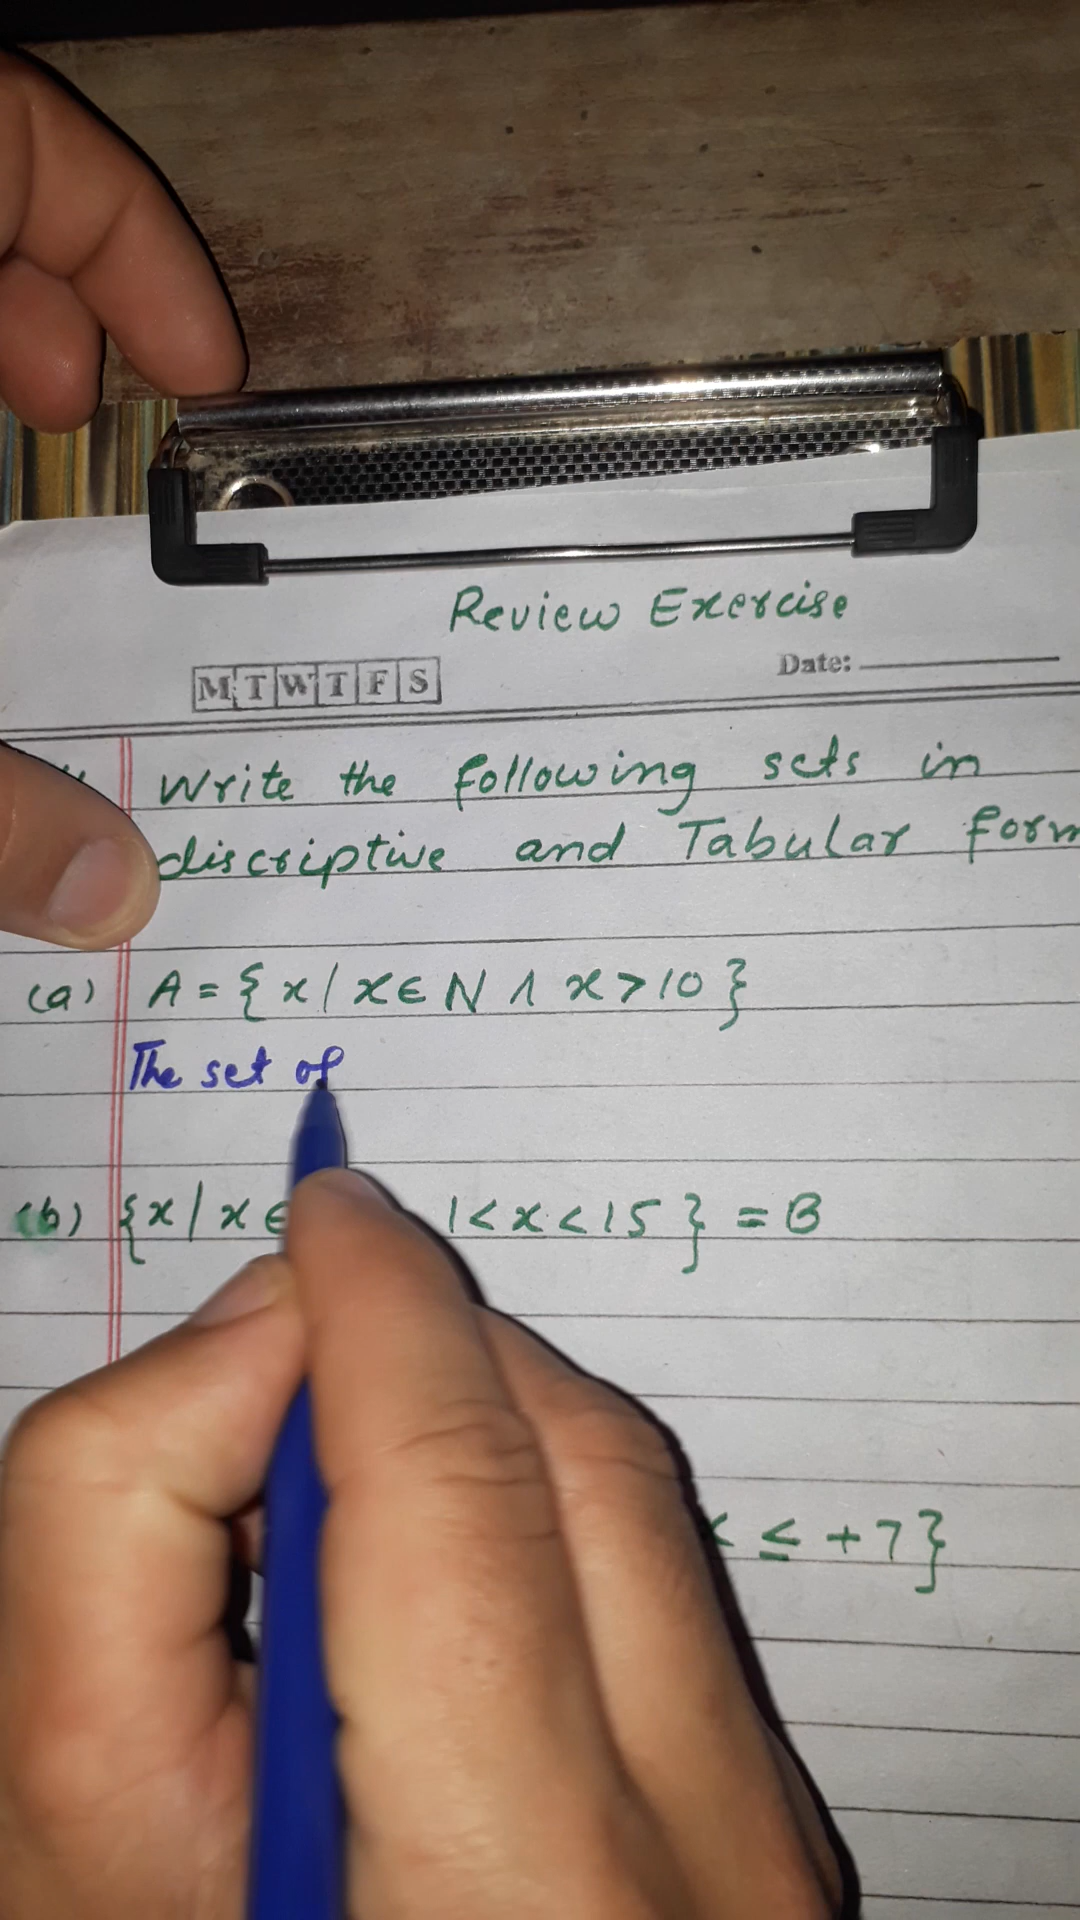 Review Exercise
M T W T F S
Date:
Write the following sets in
discriptive and Tabular form
(a) A = { x / x ∈ N ∧ x > 10 }
The set of
(b) { x / x ∈ 1 < x < 15 } = B
≤ + 7 }